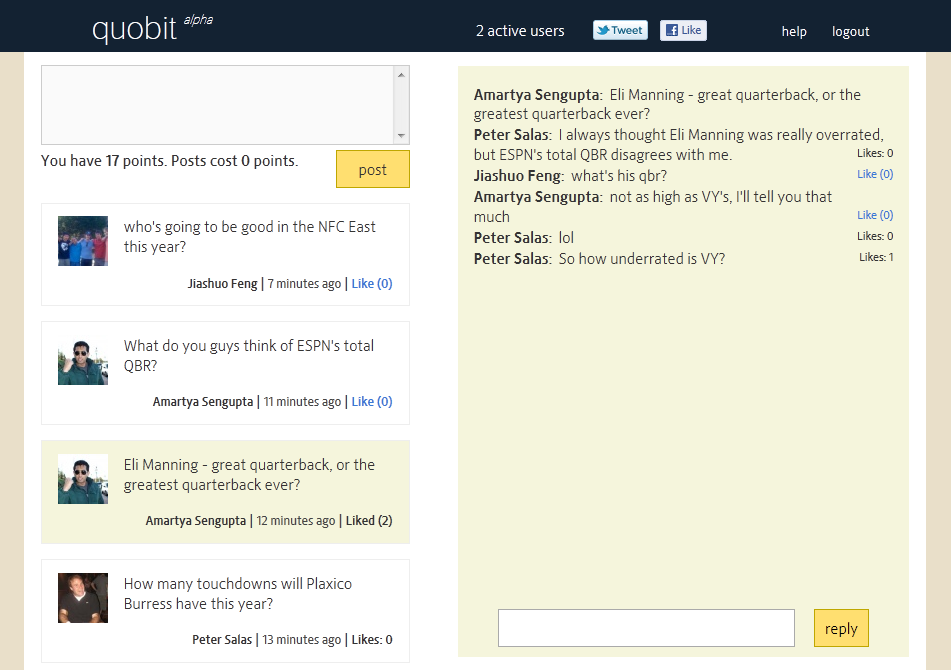 quobit alpha
2 active users
Tweet
Like
help
logout
You have 17 points. Posts cost 0 points.
post
who's going to be good in the NFC East
this year?
Jiashuo Feng | 7 minutes ago | Like (0)
What do you guys think of ESPN's total
QBR?
Amartya Sengupta | 11 minutes ago | Like (0)
Eli Manning - great quarterback, or the
greatest quarterback ever?
Amartya Sengupta | 12 minutes ago | Liked (2)
How many touchdowns will Plaxico
Burress have this year?
Peter Salas | 13 minutes ago | Likes: 0
Amartya Sengupta: Eli Manning - great quarterback, or the
greatest quarterback ever?
Peter Salas: I always thought Eli Manning was really overrated,
but ESPN's total QBR disagrees with me. Likes: 0
Jiashuo Feng: what's his qbr? Like (0)
Amartya Sengupta: not as high as VY's, I'll tell you that
much Like (0)
Peter Salas: lol Likes: 0
Peter Salas: So how underrated is VY? Likes: 1
reply